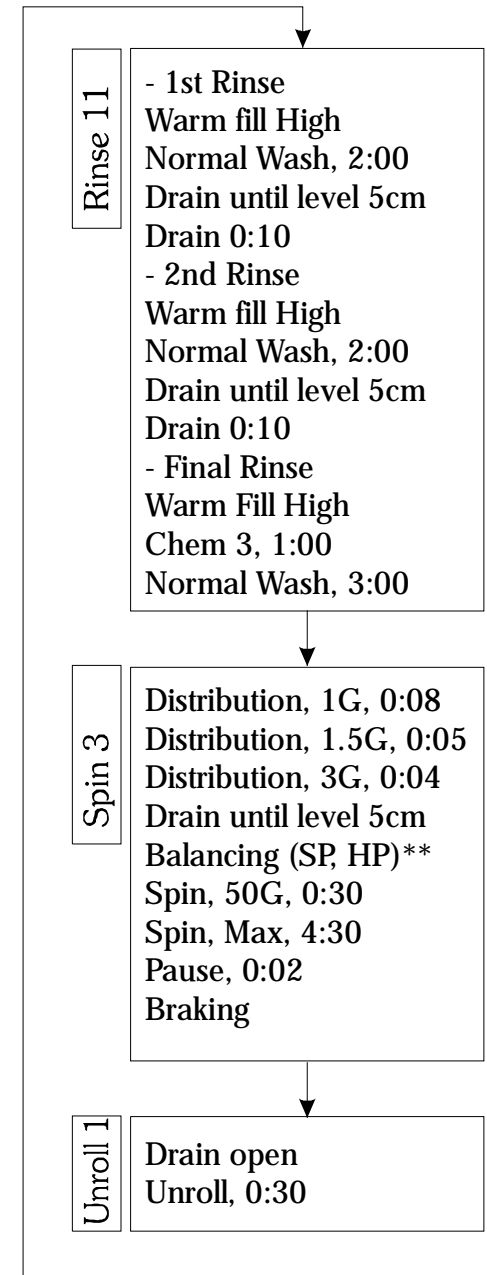 Rinse 11
- 1st Rinse
Warm fill High
Normal Wash, 2:00
Drain until level 5cm
Drain 0:10
- 2nd Rinse
Warm fill High
Normal Wash, 2:00
Drain until level 5cm
Drain 0:10
- Final Rinse
Warm Fill High
Chem 3, 1:00
Normal Wash, 3:00
Spin 3
Distribution, 1G, 0:08
Distribution, 1.5G, 0:05
Distribution, 3G, 0:04
Drain until level 5cm
Balancing (SP, HP)**
Spin, 50G, 0:30
Spin, Max, 4:30
Pause, 0:02
Braking
Unroll 1
Drain open
Unroll, 0:30